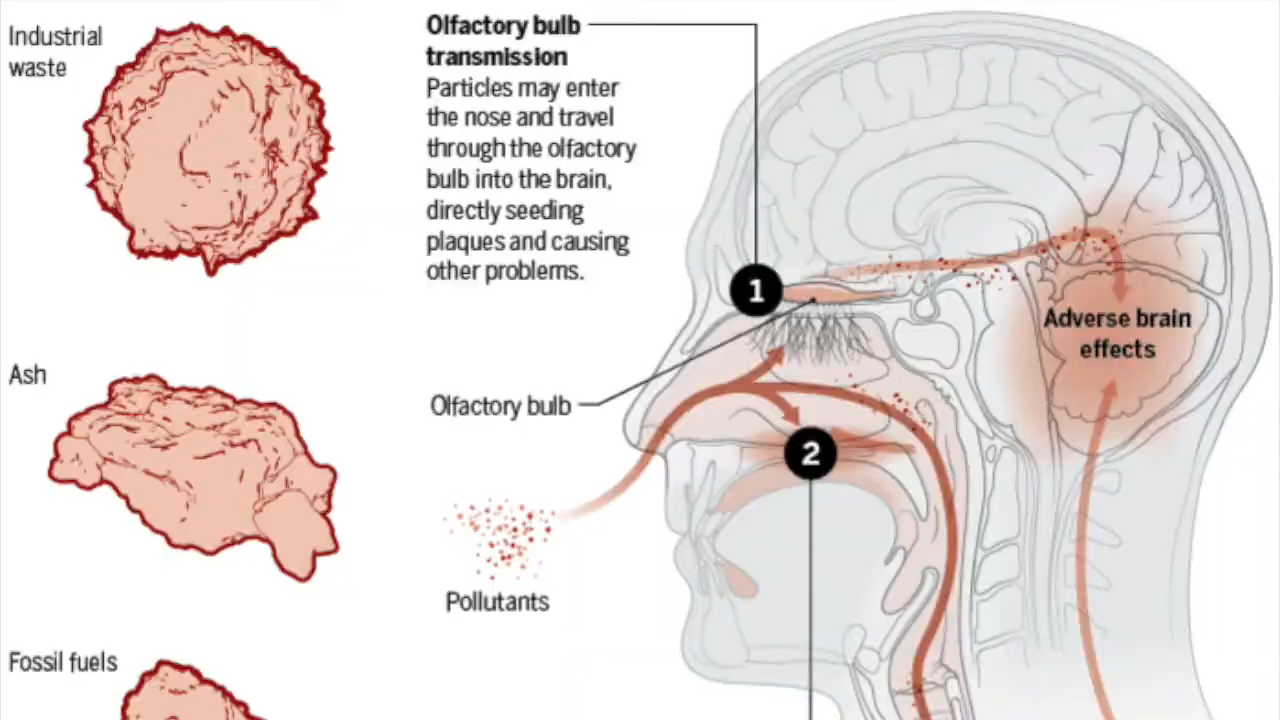 Industrial
waste
Ash
Fossil fuels
Olfactory bulb
transmission
Particles may enter
the nose and travel
through the olfactory
bulb into the brain,
directly seeding
plaques and causing
other problems.
1
Olfactory bulb
2
Pollutants
Adverse brain
effects